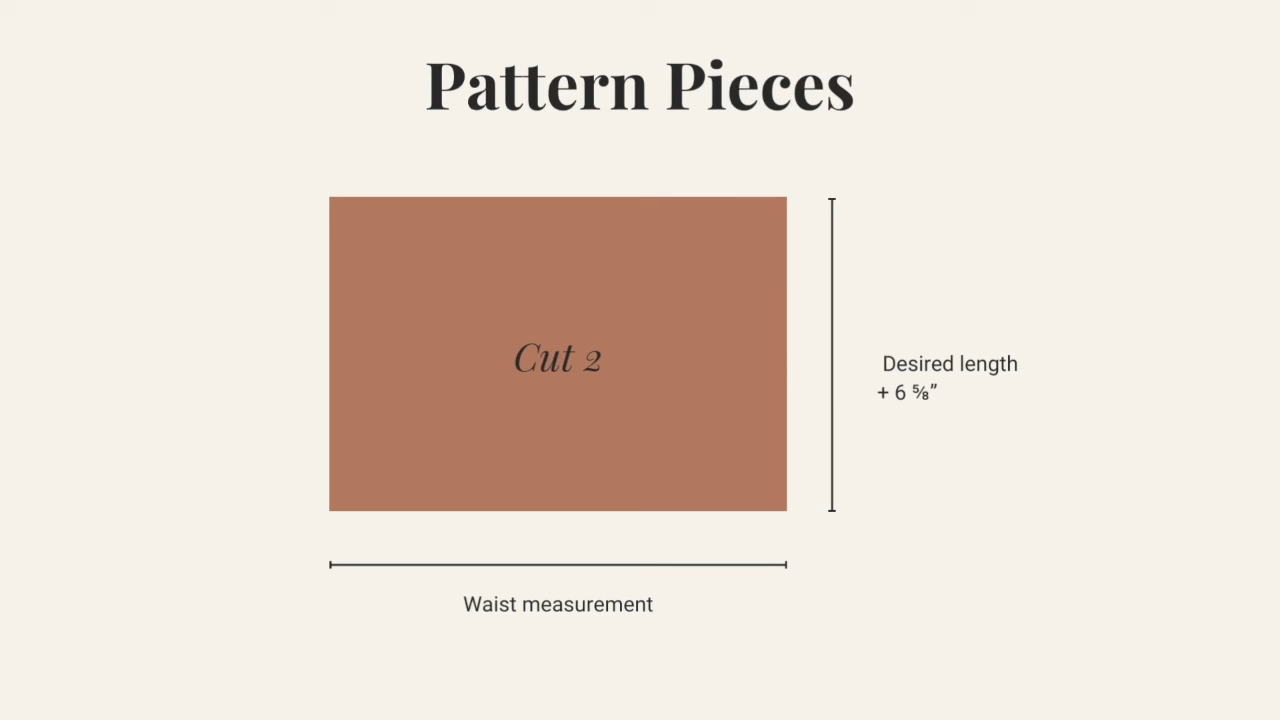 Pattern Pieces
Cut 2
Desired length
+ 6 ⅝”
Waist measurement